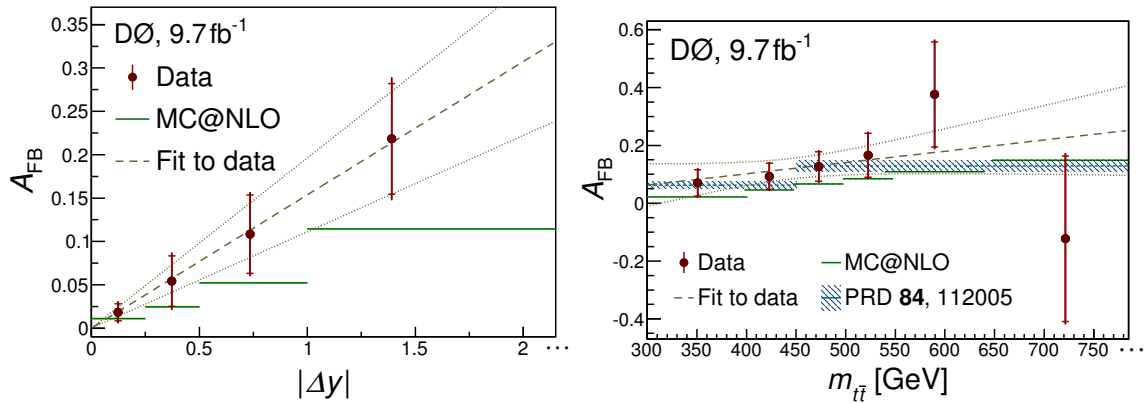 0.35
0.3
0.25
0.2
0.15
0.1
0.05
0
A_FB
DØ, 9.7 fb⁻¹
Data
MC@NLO
Fit to data
0 0.5 1 1.5 2 ...
|Δy|
0.6
0.4
0.2
0
-0.2
-0.4
A_FB
DØ, 9.7 fb⁻¹
Data MC@NLO
Fit to data PRD 84, 112005
300 350 400 450 500 550 600 650 700 750 ...
m_tt̄ [GeV]